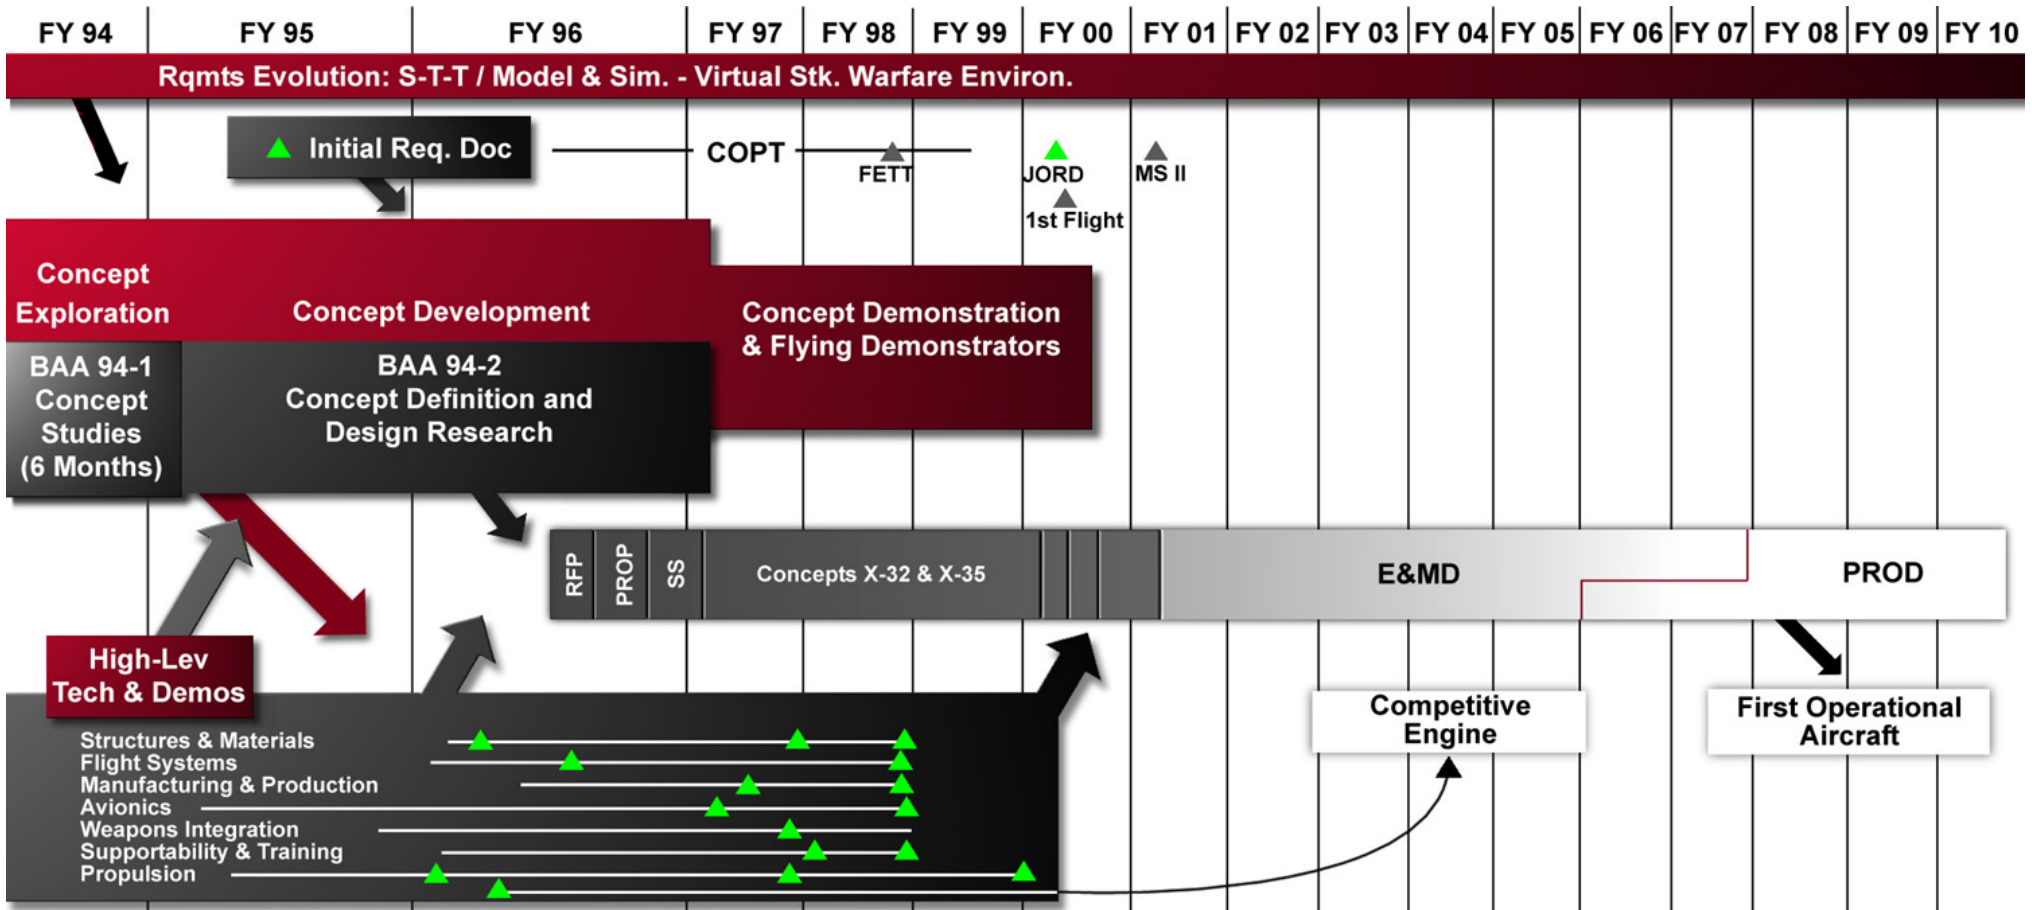 FY 94 FY 95 FY 96 FY 97 FY 98 FY 99 FY 00 FY 01 FY 02 FY 03 FY 04 FY 05 FY 06 FY 07 FY 08 FY 09 FY 10
Rqmts Evolution: S-T-T / Model & Sim. - Virtual Stk. Warfare Environ.
Initial Req. Doc
COPT
FETT
JORD
MS II
1st Flight
Concept
Exploration
Concept Development
Concept Demonstration
& Flying Demonstrators
BAA 94-1
Concept
Studies
(6 Months)
BAA 94-2
Concept Definition and
Design Research
RFP
PROP
SS
Concepts X-32 & X-35
E&MD
PROD
High-Lev
Tech & Demos
Structures & Materials
Flight Systems
Manufacturing & Production
Avionics
Weapons Integration
Supportability & Training
Propulsion
Competitive
Engine
First Operational
Aircraft